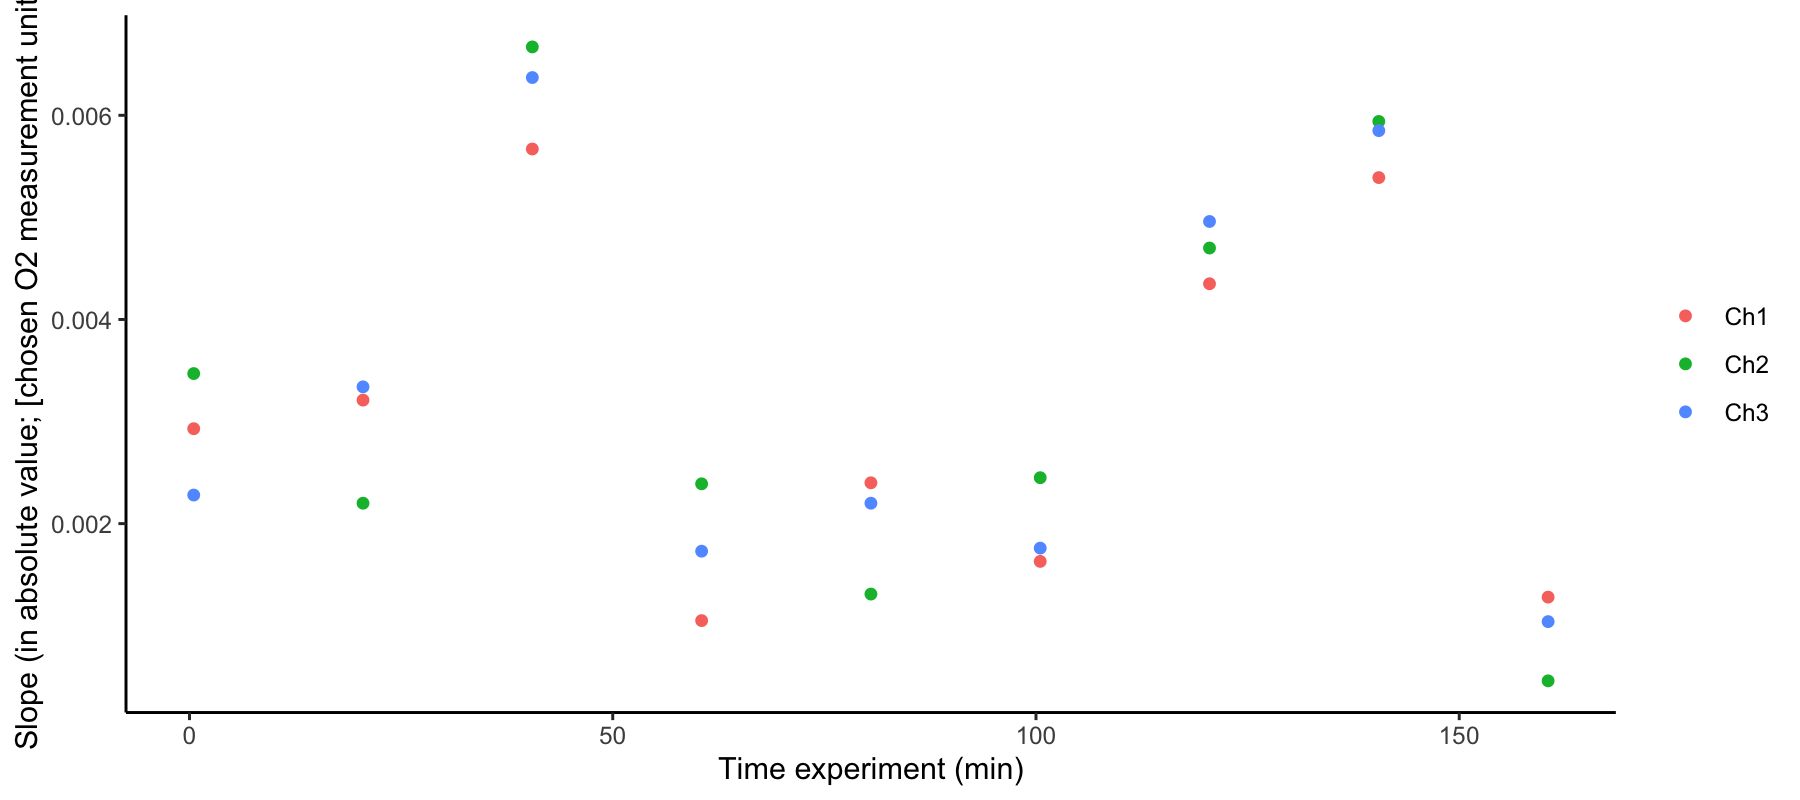 Slope (in absolute value; [chosen O2 measurement unit
0.006
0.004
0.002
0
50
100
150
Time experiment (min)
Ch1
Ch2
Ch3